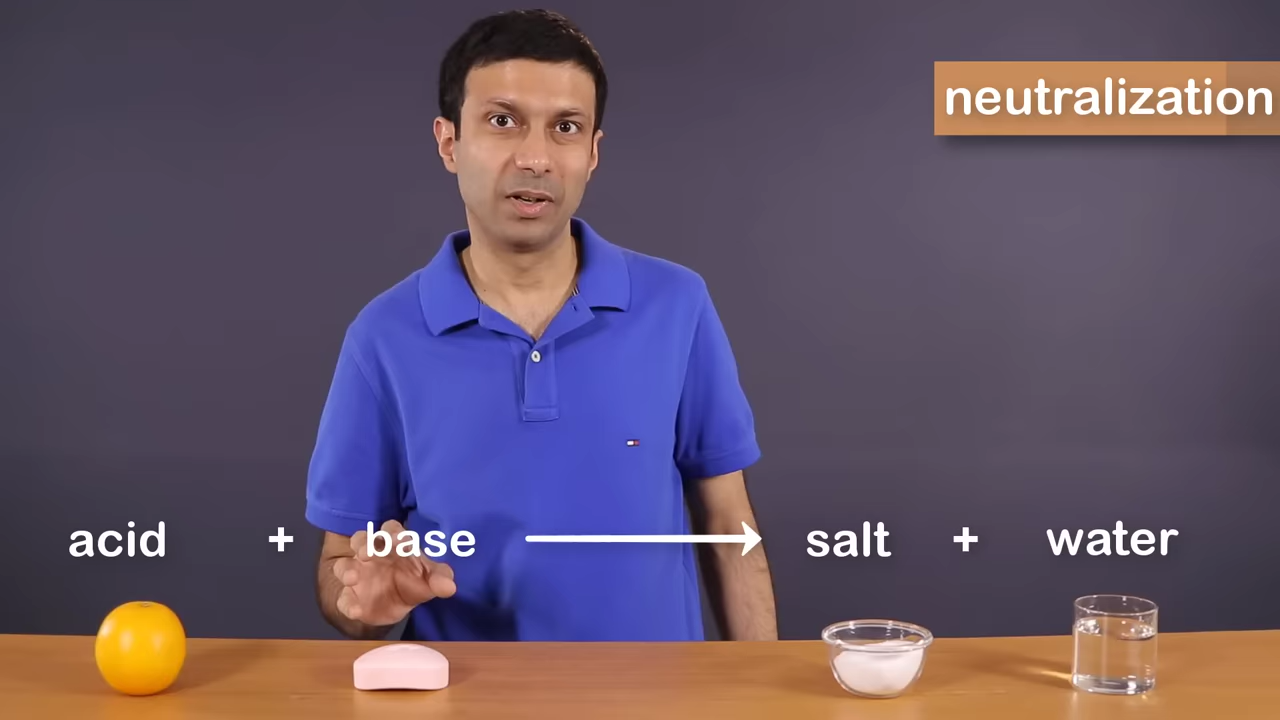 neutralization
acid + base → salt + water